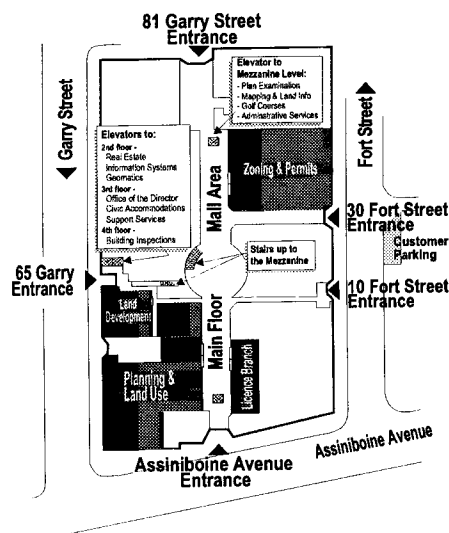 81 Garry Street
Entrance
Garry Street
Elevator to
Mezzanine Level:
- Plan Examination
- Mapping & Land Info
- Golf Courses
- Adminstrative Services
Fort Street
Elevators to:
2nd floor -
Real Estate
Information Systems
Geomatics
3rd floor -
Office of the Director
Civic Accommodations
Support Services
4th floor -
Building Inspections
Zoning & Permits
Mall Area
30 Fort Street
Entrance
Customer
Parking
Stairs up to
the Mezzanine
65 Garry
Entrance
10 Fort Street
Entrance
Land
Development
Main Floor
Planning &
Land Use
Licence Branch
Assiniboine Avenue
Entrance
Assiniboine Avenue